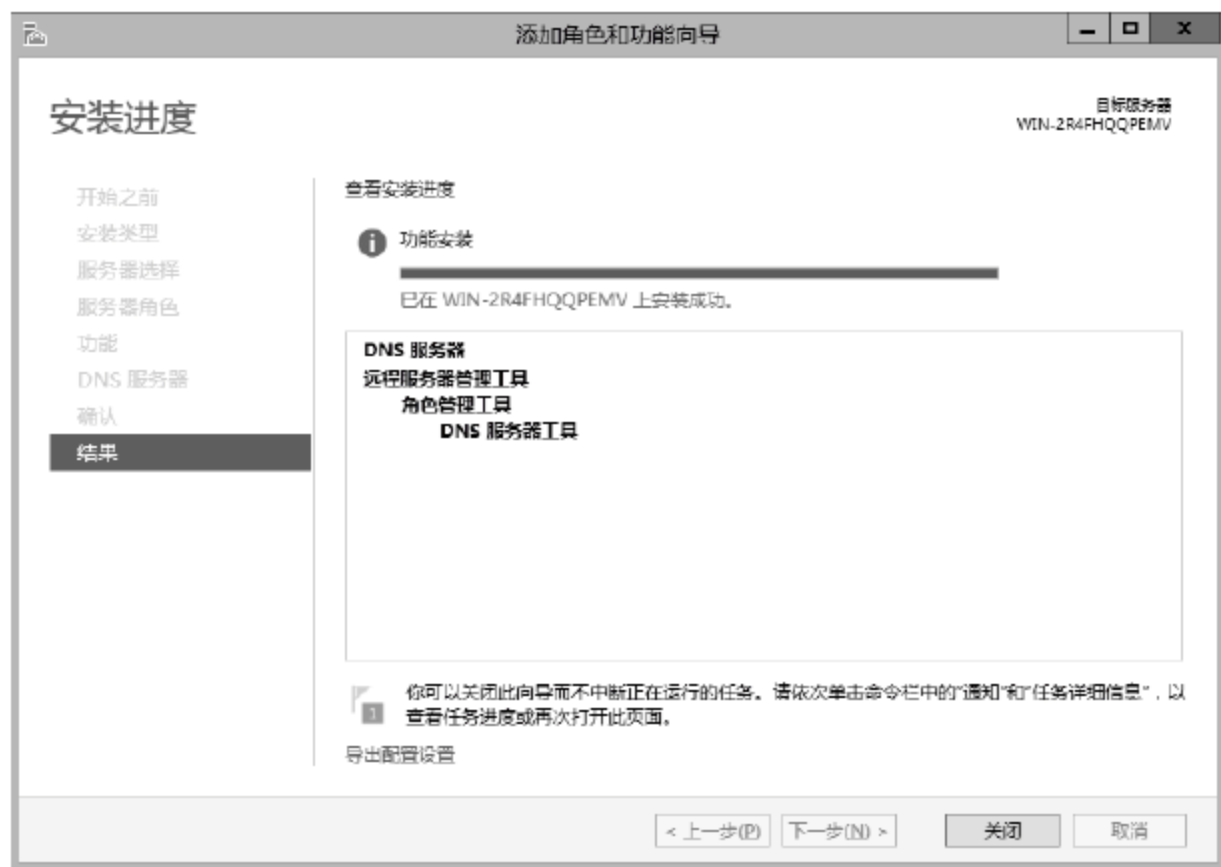 添加角色和功能向导
安装进度
目标服务器
WIN-2R4FHQQPEMV
开始之前
安装类型
服务器选择
服务器角色
功能
DNS 服务器
确认
结果
查看安装进度
功能安装
已在 WIN-2R4FHQQPEMV 上安装成功。
DNS 服务器
远程服务器管理工具
角色管理工具
DNS 服务器工具
你可以关闭此向导而不中断正在运行的任务。请依次单击命令栏中的"通知"和"任务详细信息"，以
查看任务进度或再次打开此页面。
1
导出配置设置
< 上一步(P)
下一步(N) >
关闭
取消